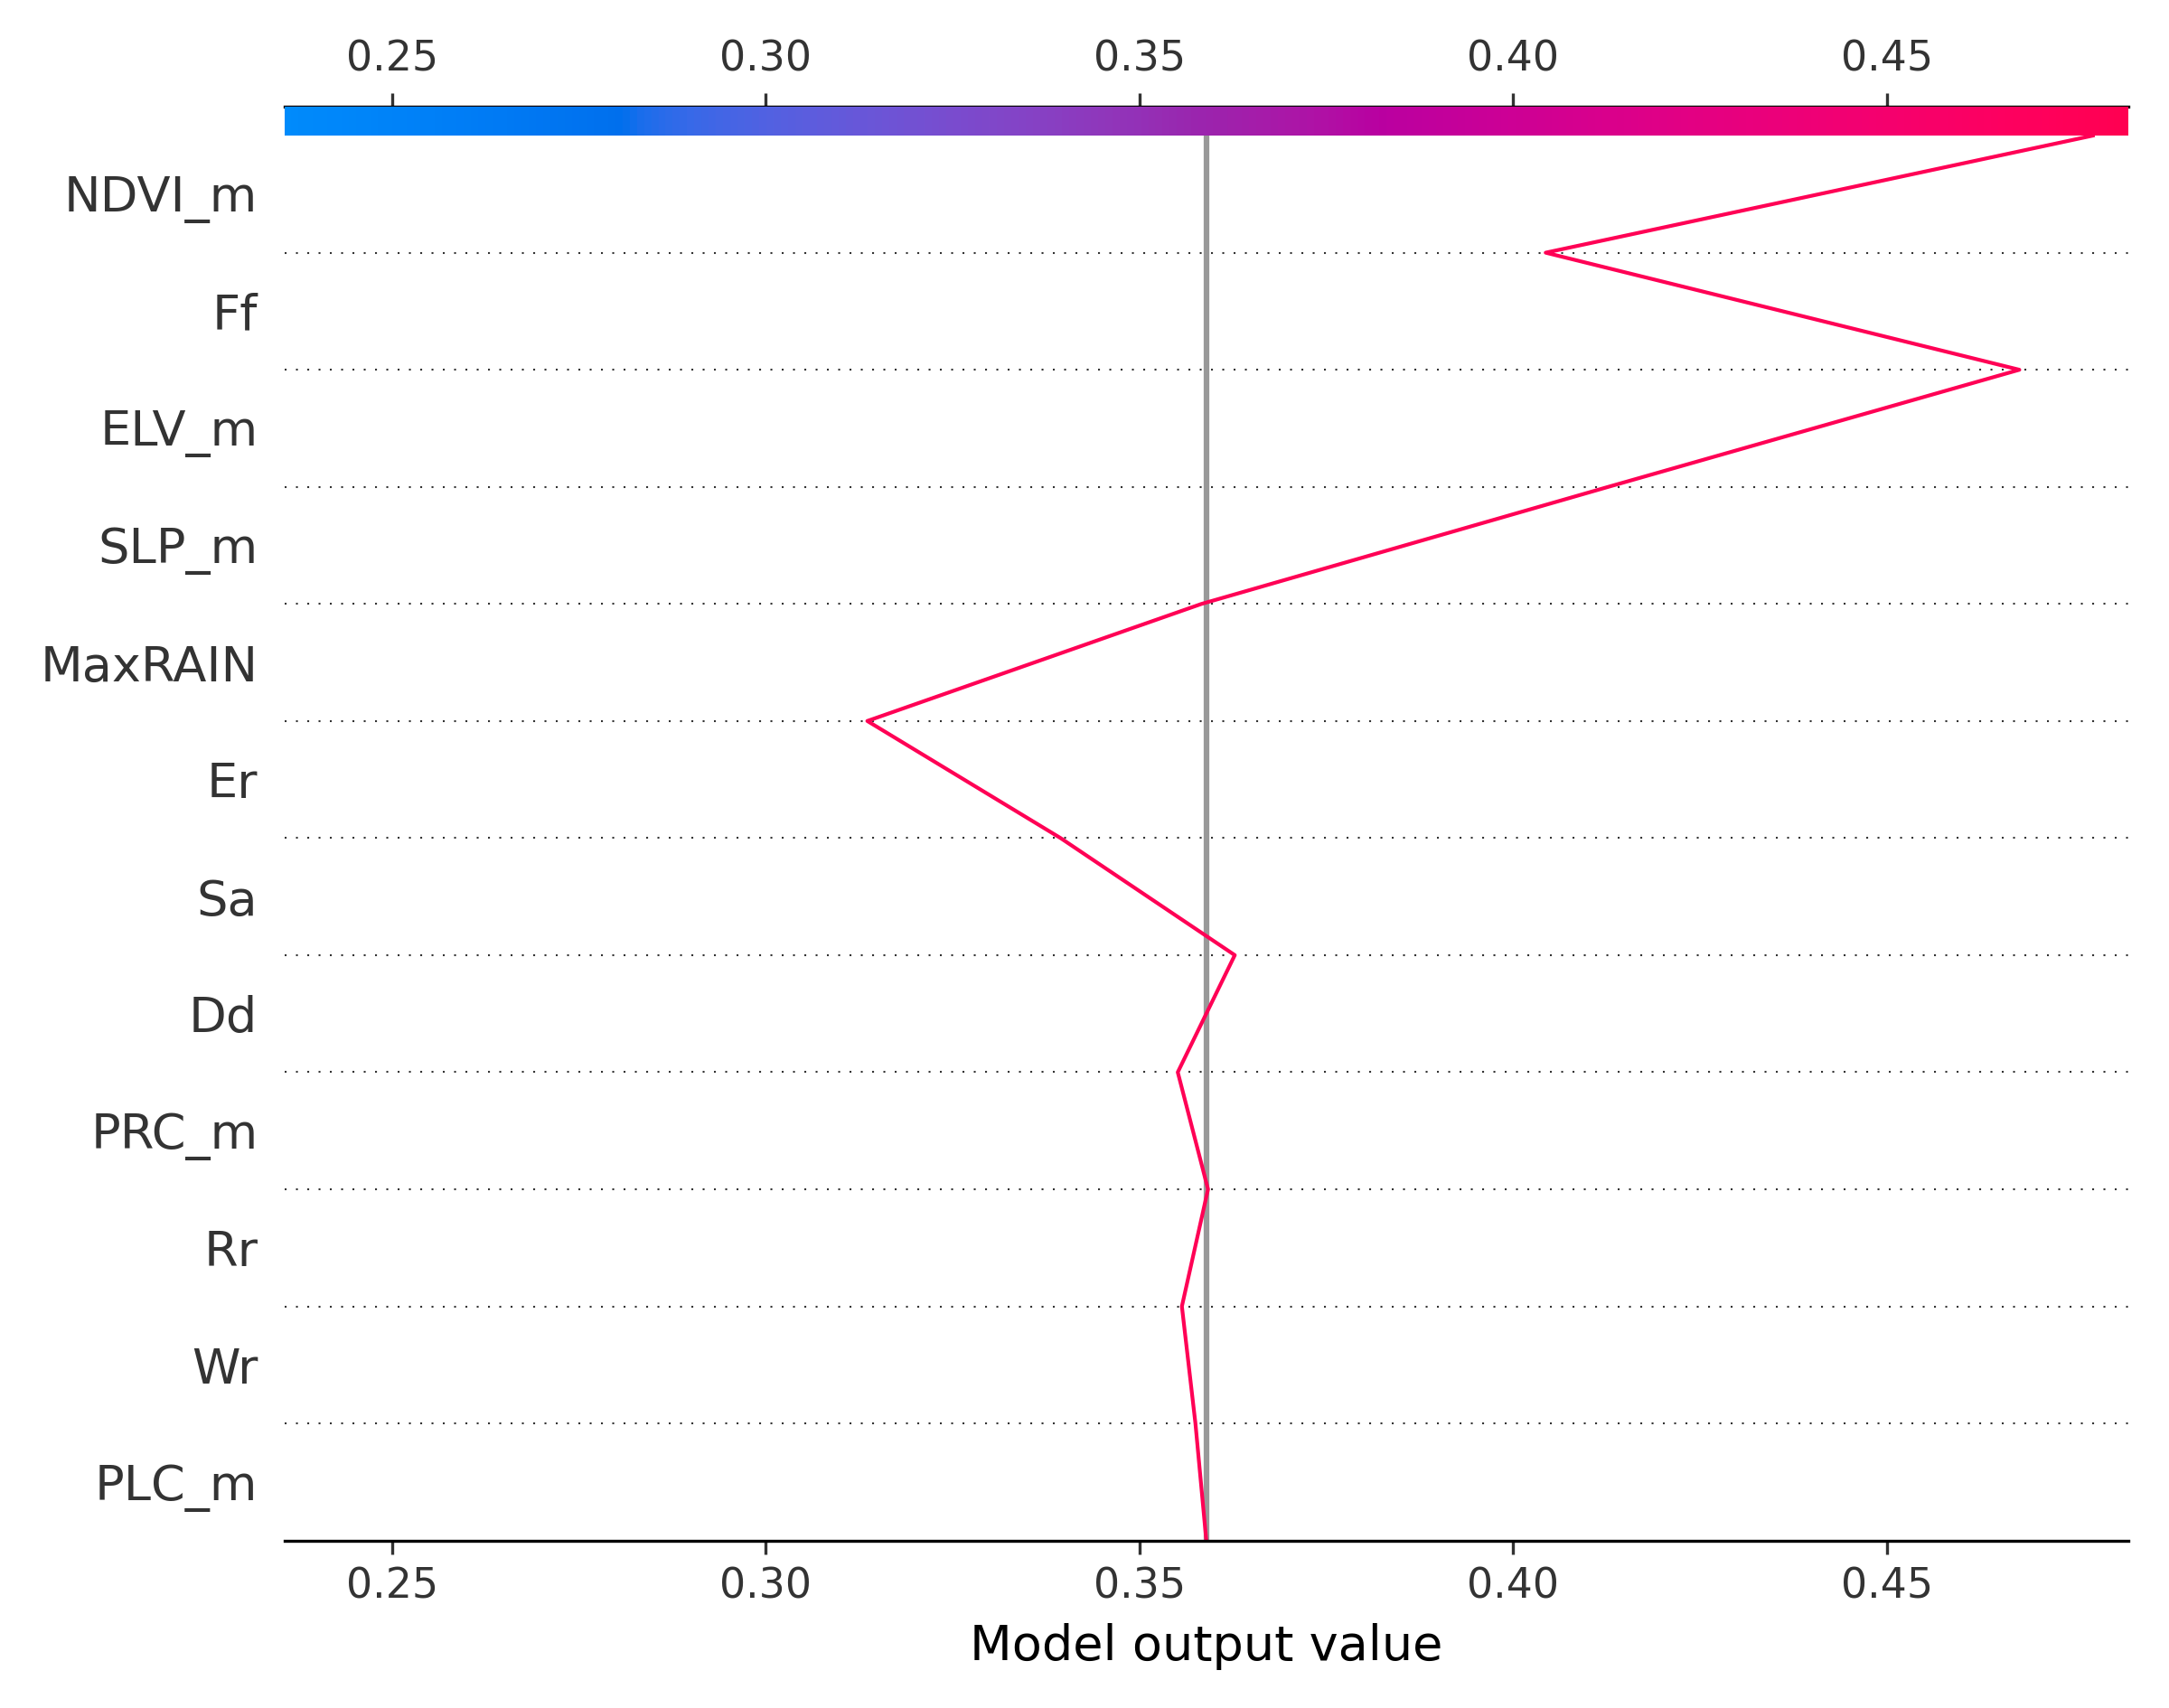 0.25 0.30 0.35 0.40 0.45
NDVI_m
Ff
ELV_m
SLP_m
MaxRAIN
Er
Sa
Dd
PRC_m
Rr
Wr
PLC_m
0.25 0.30 0.35 0.40 0.45
Model output value